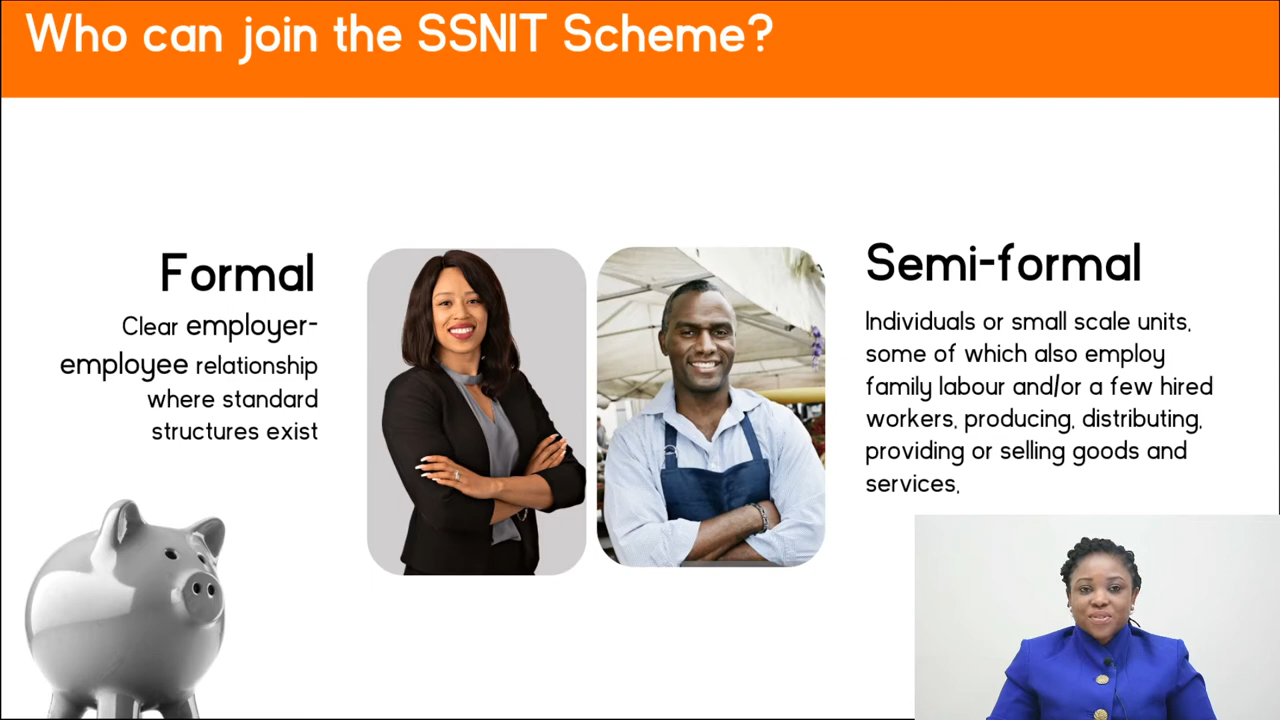 Who can join the SSNIT Scheme?
Formal
Clear employer-
employee relationship
where standard
structures exist
Semi-formal
Individuals or small scale units,
some of which also employ
family labour and/or a few hired
workers, producing, distributing,
providing or selling goods and
services,